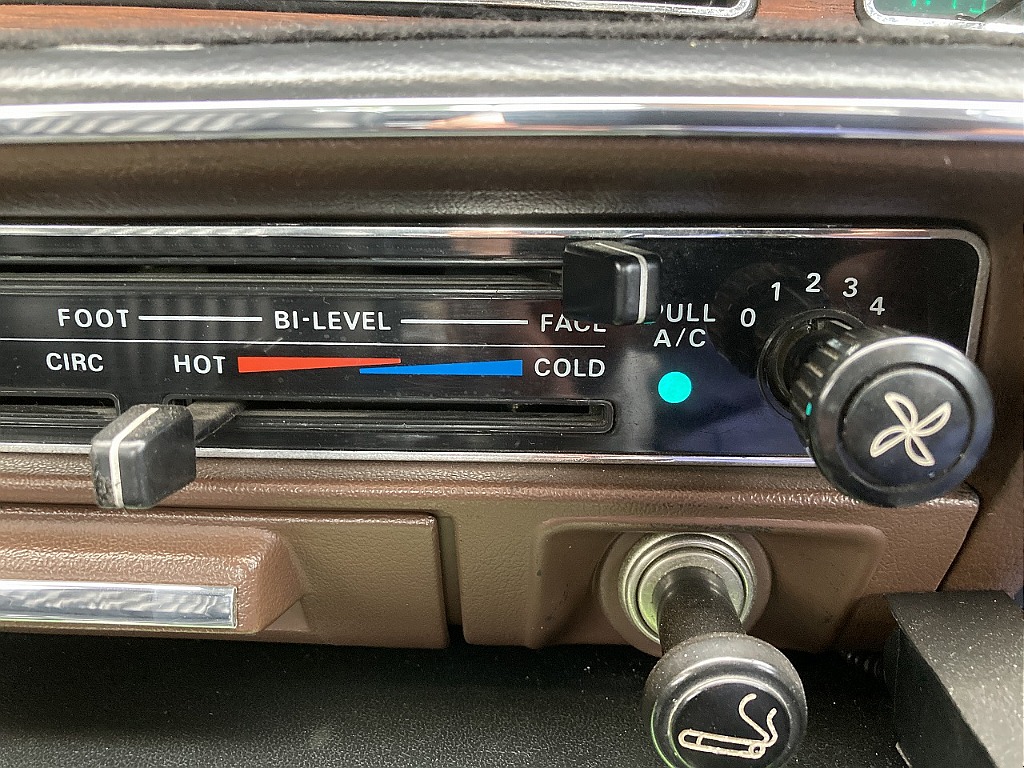 0 1 2 3 4
FOOT BI-LEVEL FACE
PULL
A/C
CIRC HOT COLD